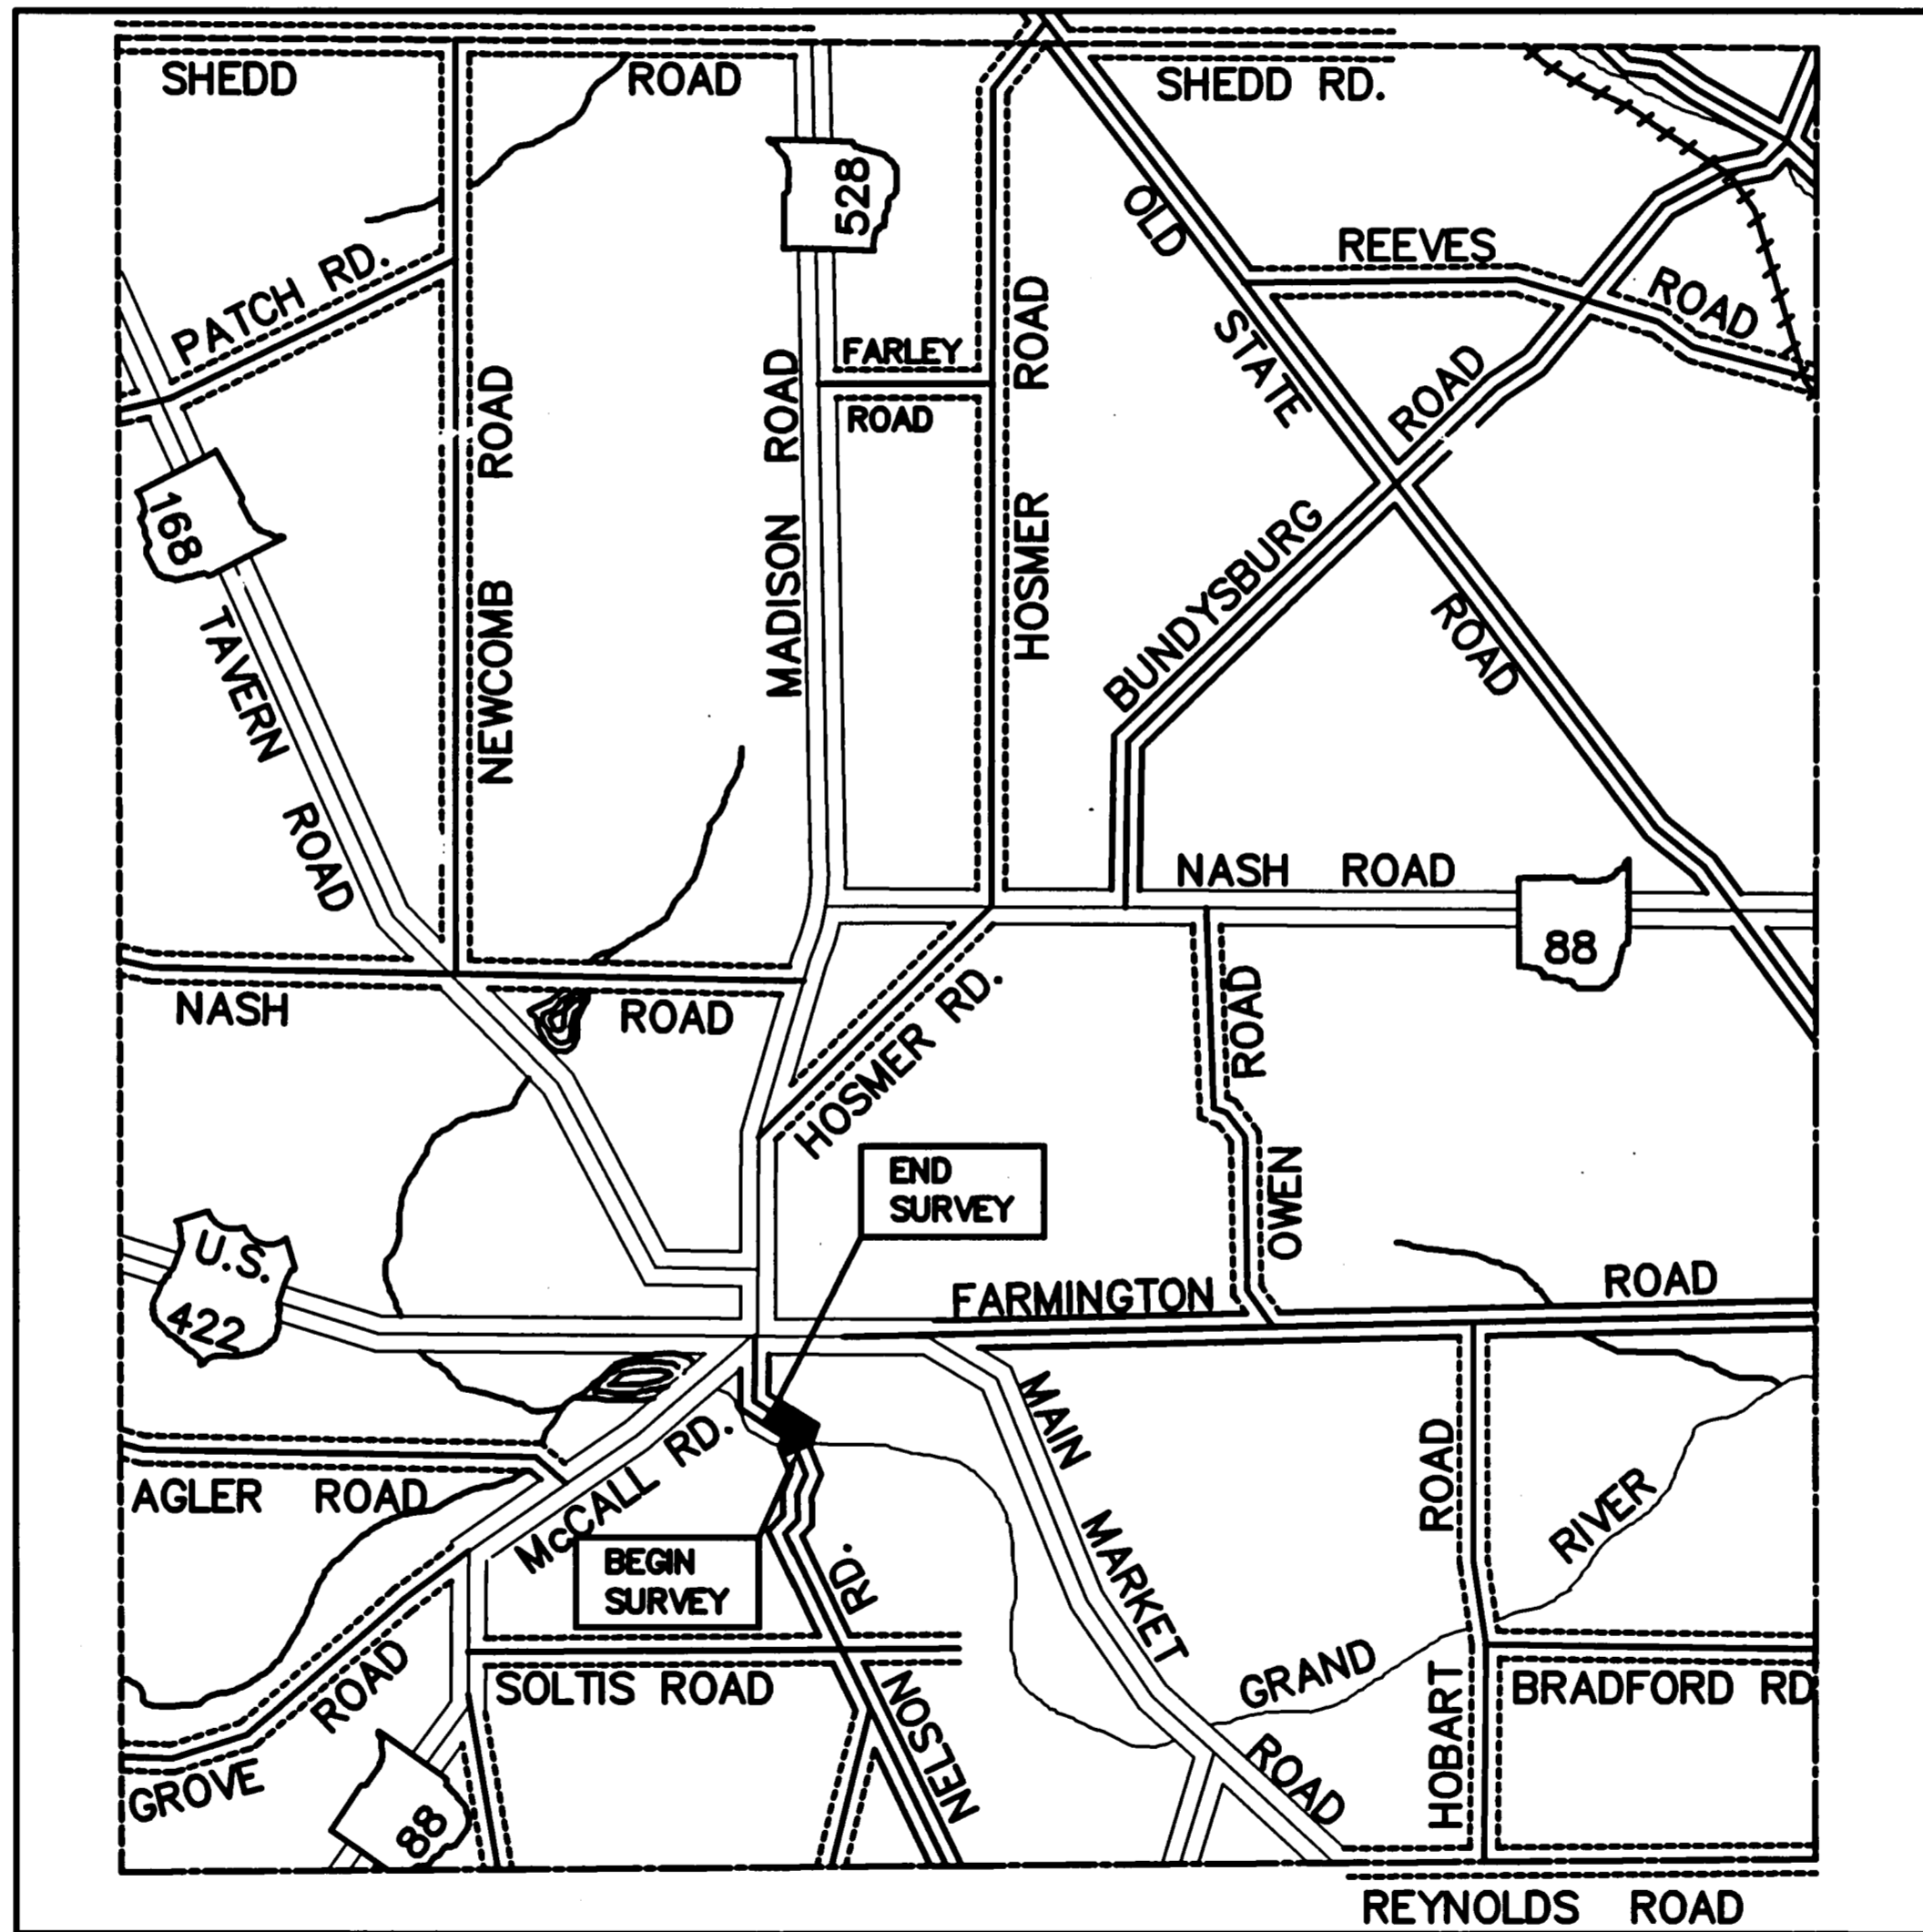 SHEDD ROAD
SHEDD RD.
528
OLD STATE ROAD
REEVES ROAD
PATCH RD.
FARLEY
ROAD
MADISON ROAD
HOSMER ROAD
NEWCOMB ROAD
BUNDYSBURG ROAD
168
TAVERN ROAD
NASH ROAD
88
NASH ROAD
HOSMER RD.
OWEN ROAD
END
SURVEY
U.S.
422
FARMINGTON ROAD
MAIN MARKET ROAD
AGLER ROAD
McCALL RD.
BEGIN
SURVEY
NELSON RD.
HOBART ROAD
GRAND RIVER
SOLTIS ROAD
BRADFORD RD
GROVE ROAD
88
REYNOLDS ROAD